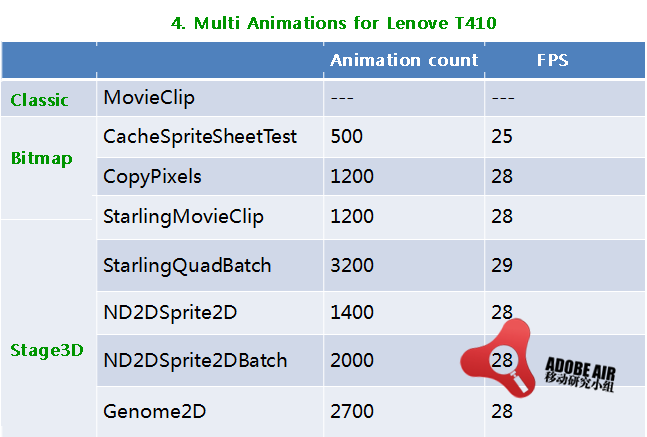 4. Multi Animations for Lenove T410
Animation count FPS
Classic MovieClip --- ---
Bitmap CacheSpriteSheetTest 500 25
CopyPixels 1200 28
StarlingMovieClip 1200 28
Stage3D StarlingQuadBatch 3200 29
ND2DSprite2D 1400 28
ND2DSprite2DBatch 2000 28
Genome2D 2700 28
ADOBE AIR
移动研究小组